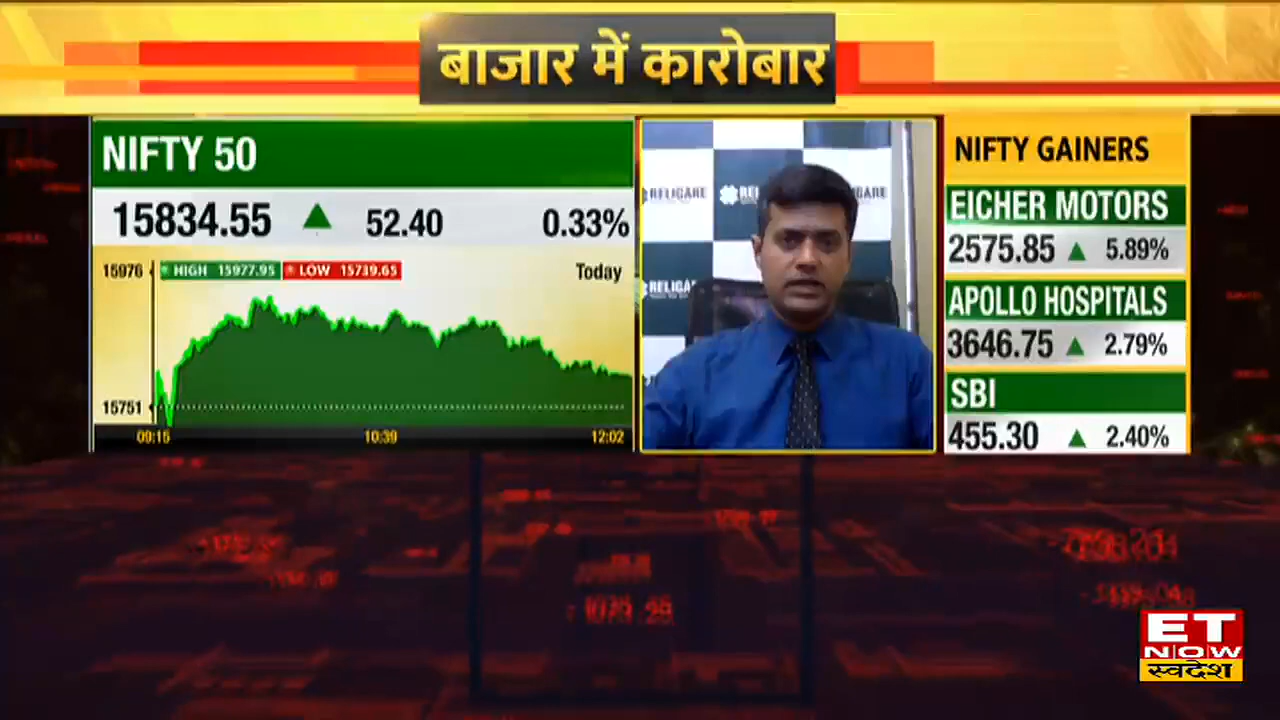 बाजार में कारोबार
NIFTY 50
15834.55 ▲ 52.40 0.33%
15976
HIGH 15977.95 LOW 15739.65
Today
15751
09:15 10:39 12:02
RELIGARE
RELIGARE
NIFTY GAINERS
EICHER MOTORS
2575.85 ▲ 5.89%
APOLLO HOSPITALS
3646.75 ▲ 2.79%
SBI
455.30 ▲ 2.40%
ET
NOW
स्वदेश